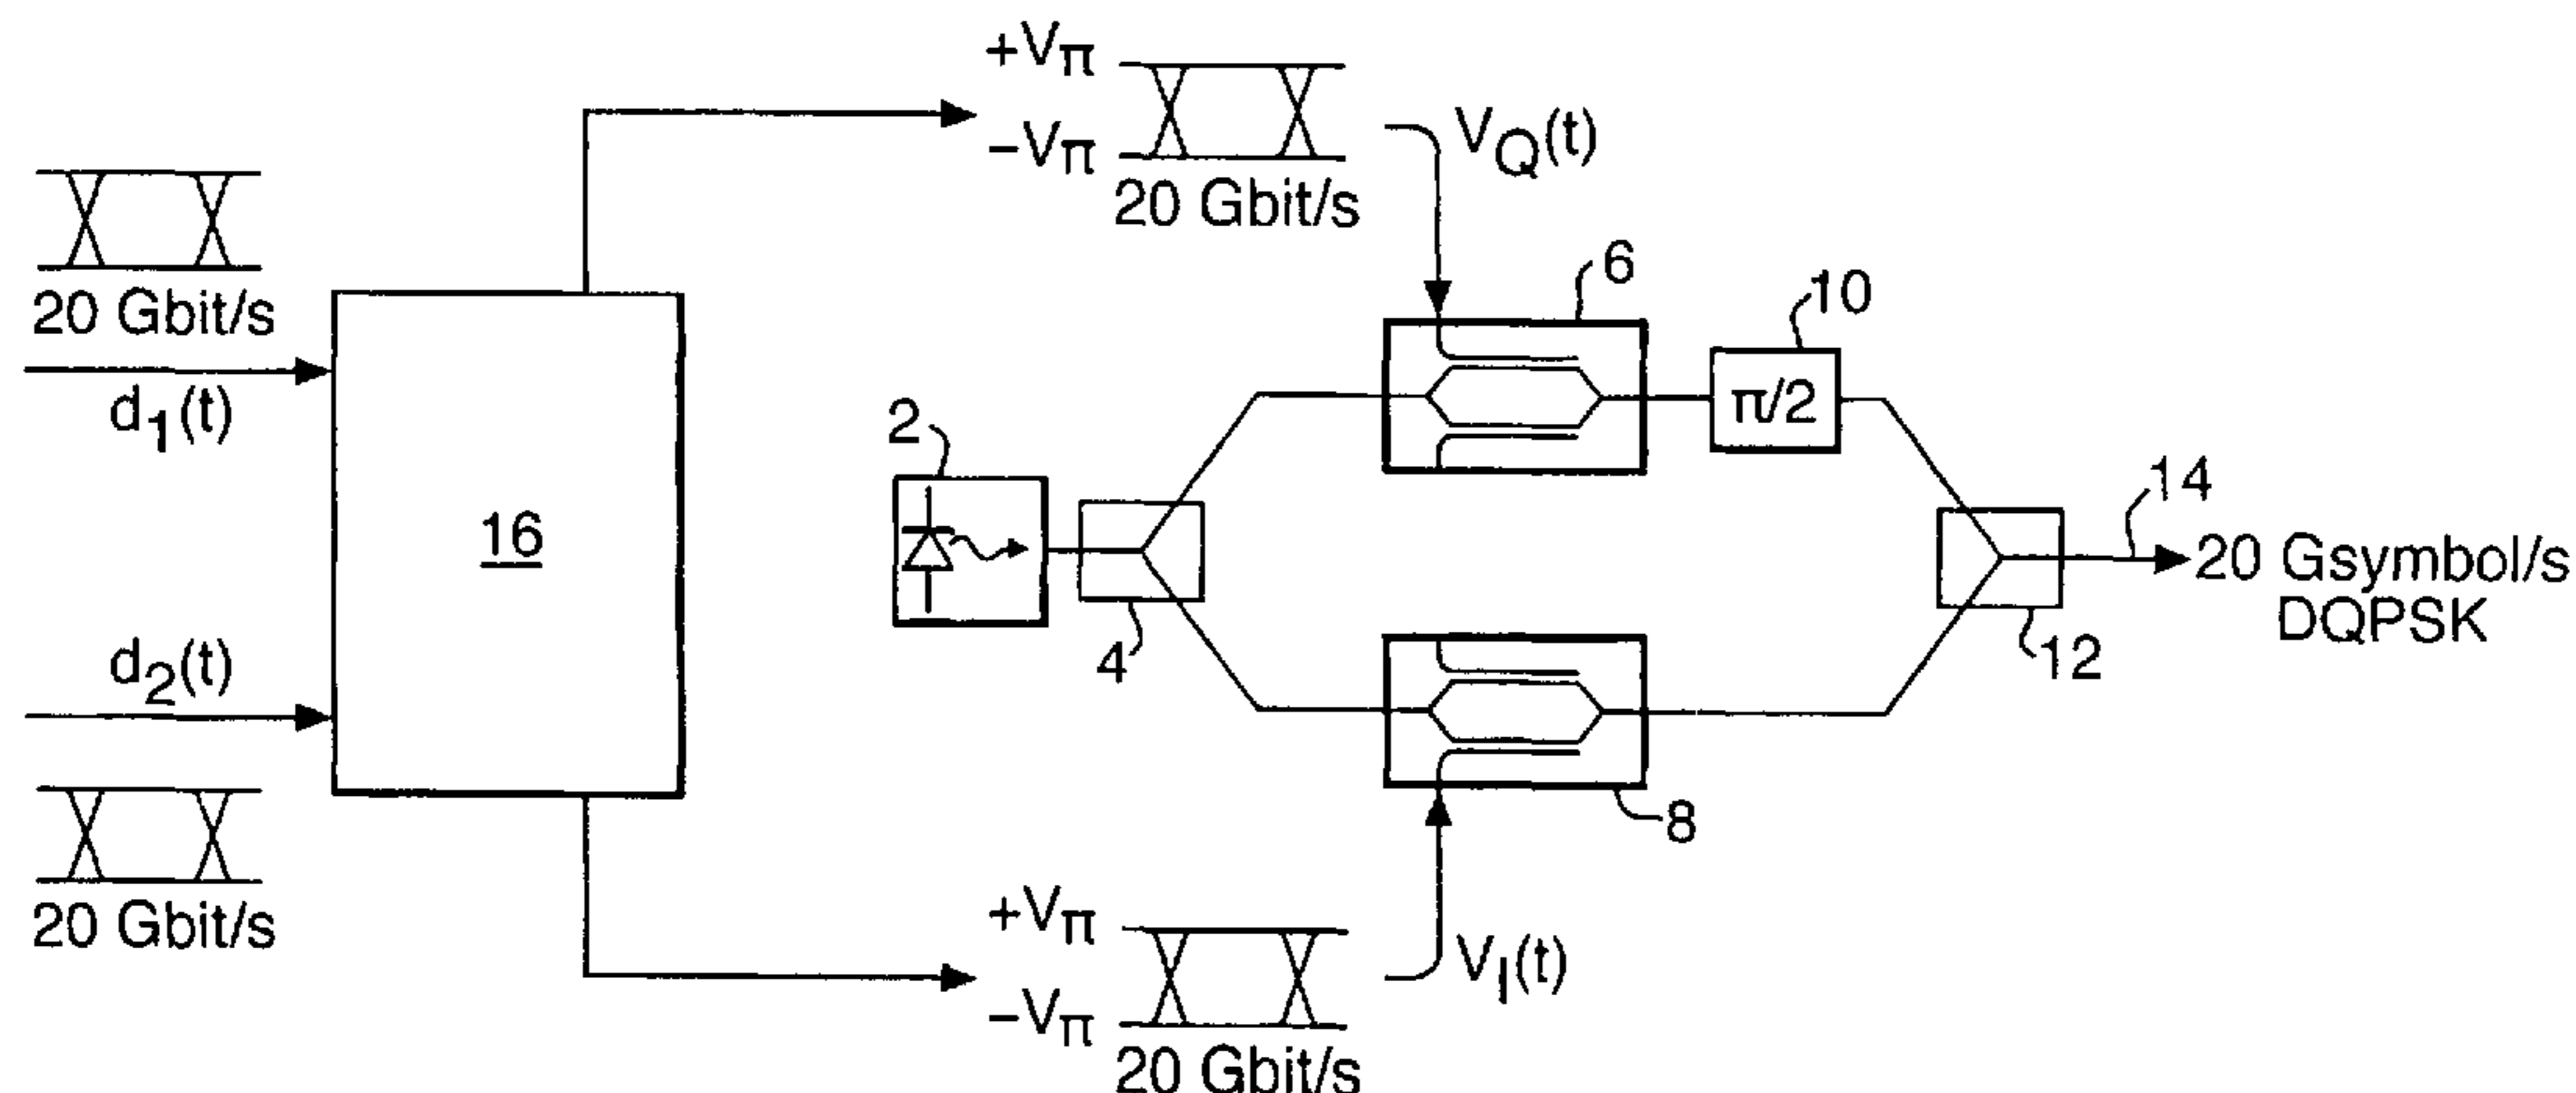 +Vπ
−Vπ
20 Gbit/s
VQ(t)
20 Gbit/s
d1(t)
16
d2(t)
20 Gbit/s
2
4
6
10
π/2
8
12
14
20 Gsymbol/s
DQPSK
+Vπ
−Vπ
20 Gbit/s
VI(t)